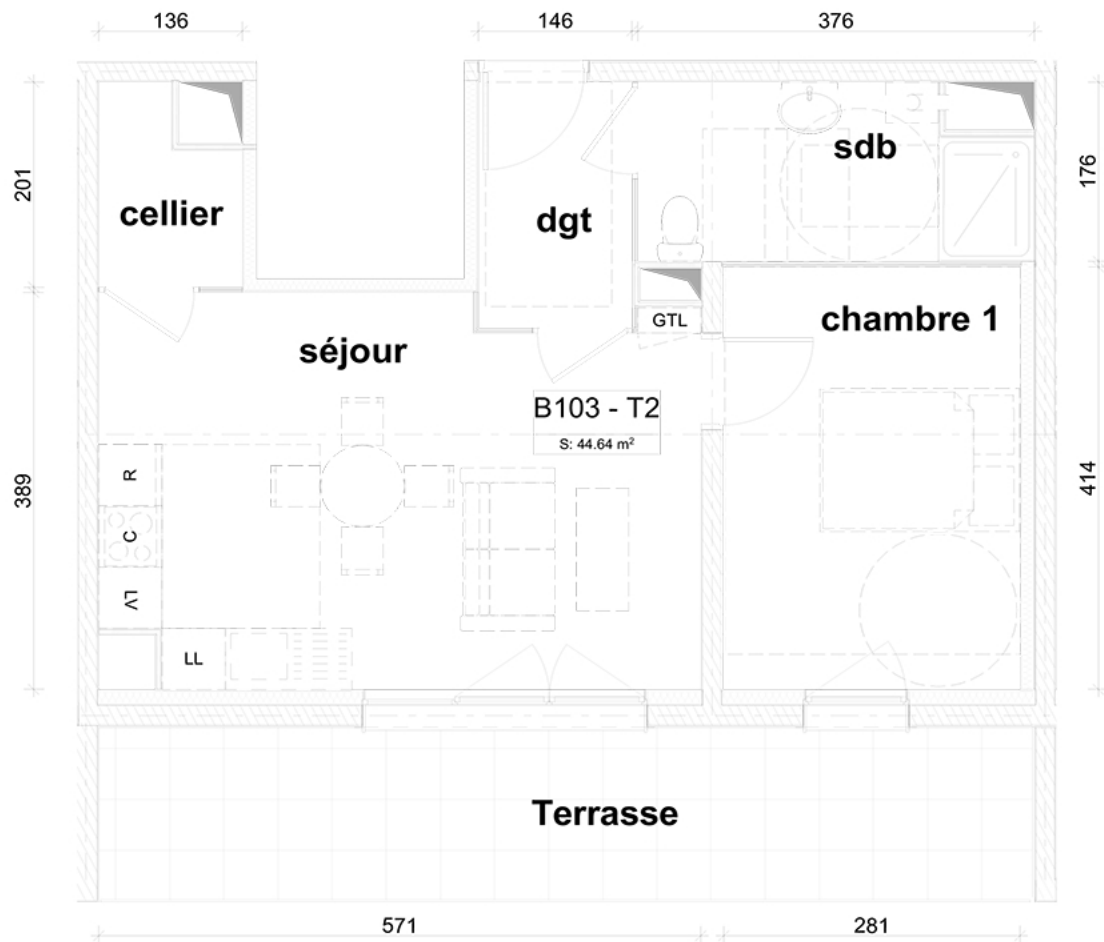 136
146
376
201
cellier
dgt
sdb
176
séjour
GTL
chambre 1
B103 - T2
S: 44.64 m²
389
R
C
LV
LL
414
Terrasse
571
281